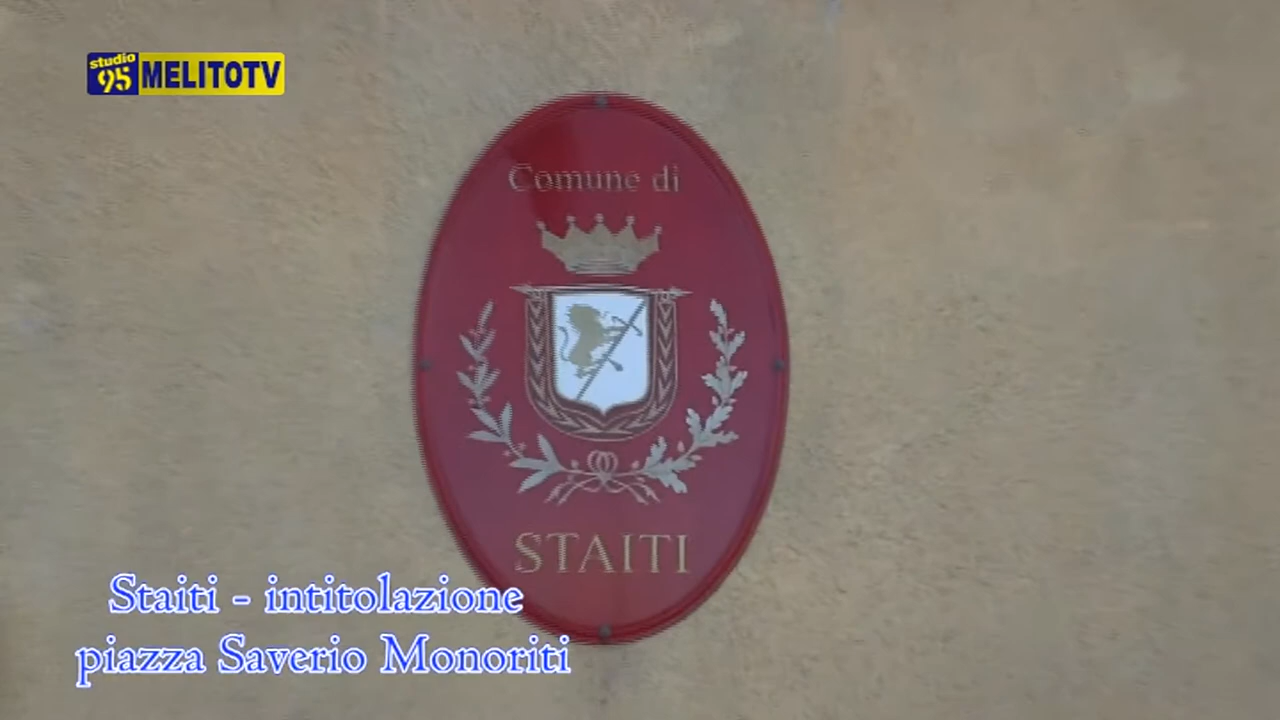 studio
95 MELITOTV
Comune di
STAITI
Staiti - intitolazione
piazza Saverio Monoriti